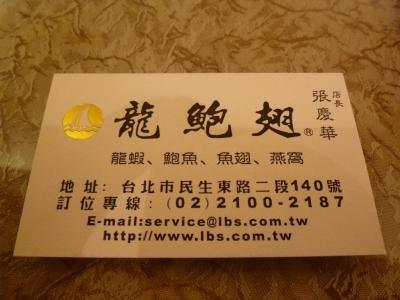 龍鮑翅®
店長
張慶華
龍蝦、鮑魚、魚翅、燕窩
地址: 台北市民生東路二段140號
訂位專線: (02)2100-2187
E-mail:service@lbs.com.tw
http://www.lbs.com.tw